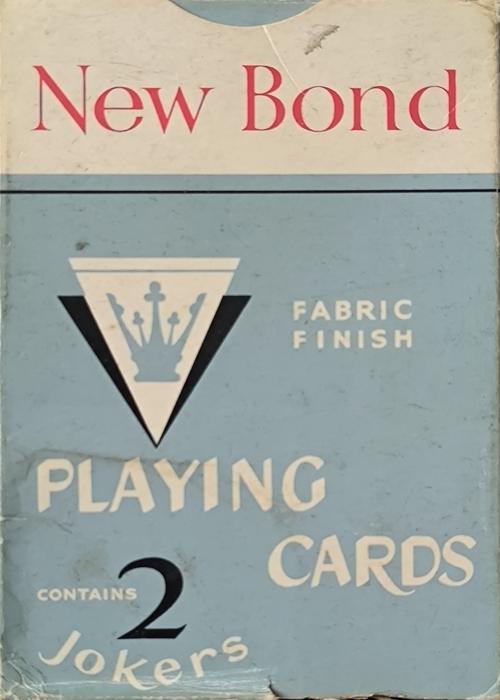 New Bond
FABRIC
FINISH
PLAYING
CARDS
CONTAINS 2
Jokers